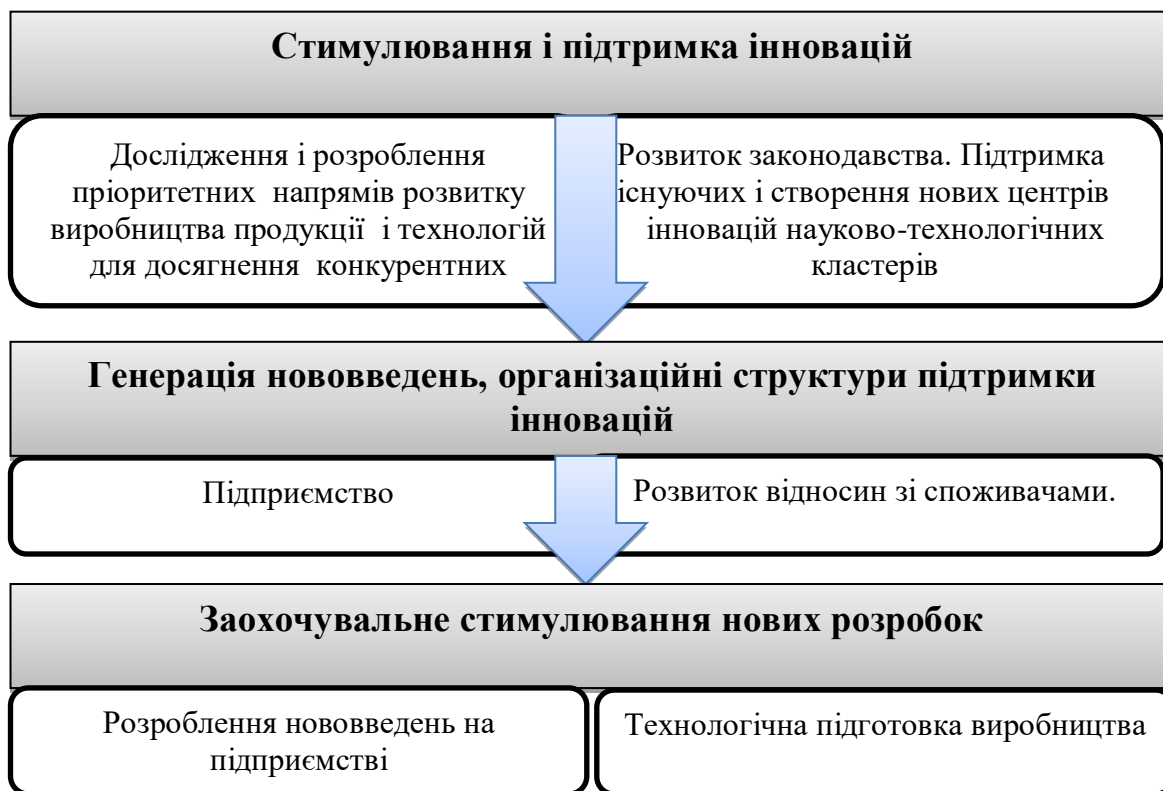 Стимулювання і підтримка інновацій
Дослідження і розроблення
пріоритетних напрямів розвитку
виробництва продукції і технологій
для досягнення конкурентних
Розвиток законодавства. Підтримка
існуючих і створення нових центрів
інновацій науково-технологічних
кластерів
Генерація нововведень, організаційні структури підтримки
інновацій
Підприємство
Розвиток відносин зі споживачами.
Заохочувальне стимулювання нових розробок
Розроблення нововведень на
підприємстві
Технологічна підготовка виробництва